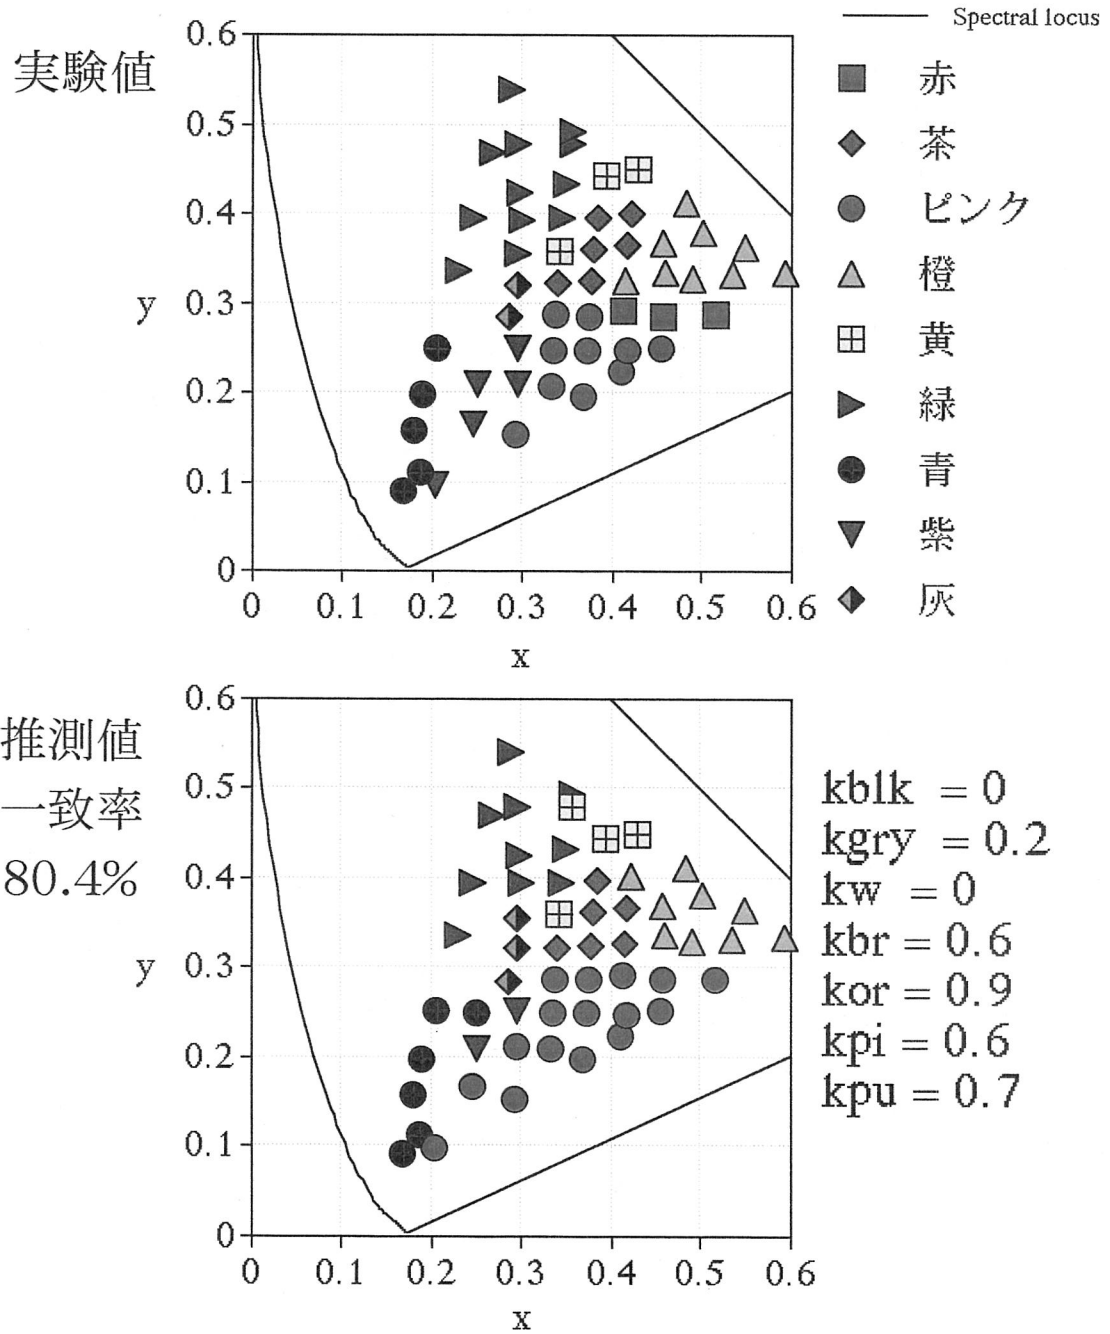 Spectral locus
実験値
赤
茶
ピンク
橙
黄
緑
青
紫
灰
0.6
0.5
0.4
0.3
0.2
0.1
0
y
0 0.1 0.2 0.3 0.4 0.5 0.6
x
推測値
一致率
80.4%
0.6
0.5
0.4
0.3
0.2
0.1
0
y
0 0.1 0.2 0.3 0.4 0.5 0.6
x
kblk = 0
kgry = 0.2
kw = 0
kbr = 0.6
kor = 0.9
kpi = 0.6
kpu = 0.7